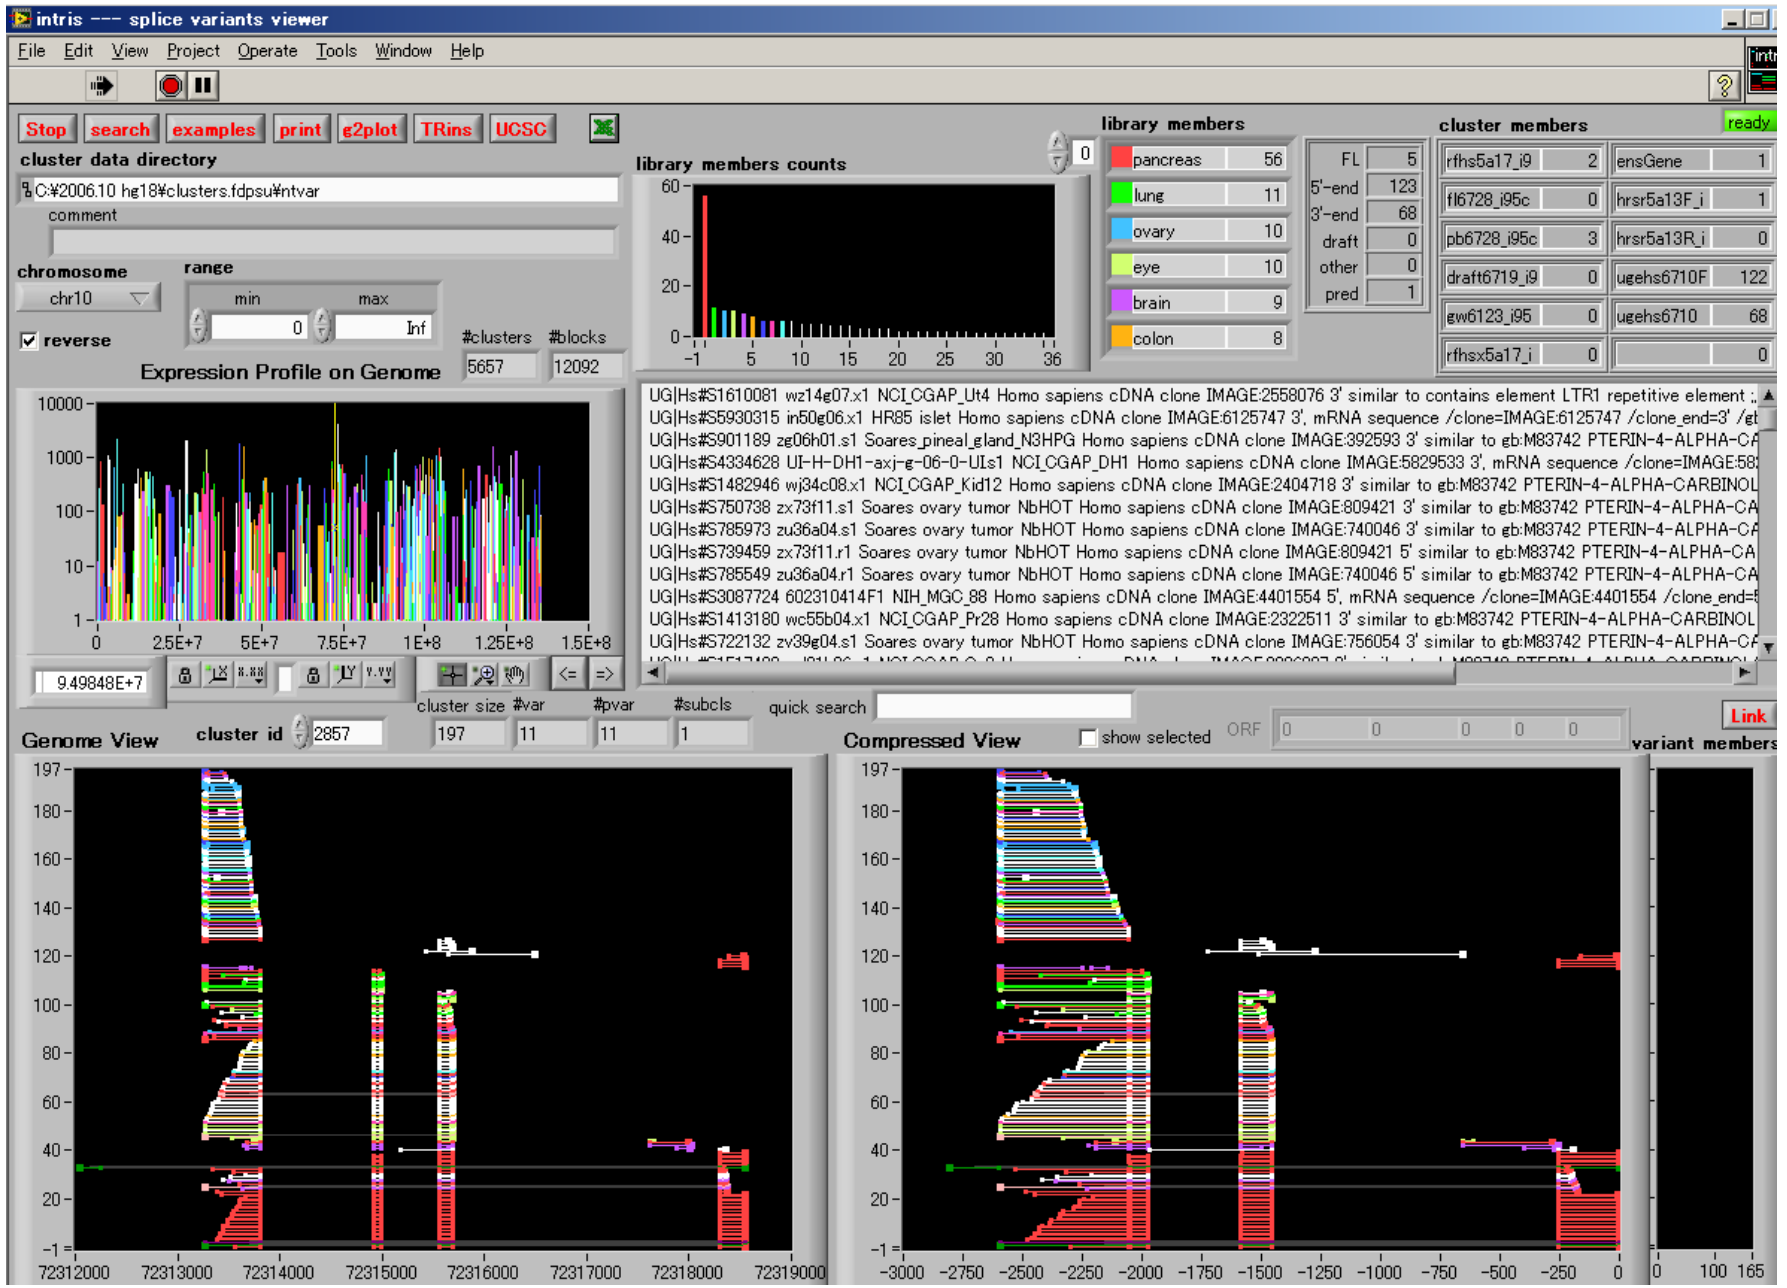 intris --- splice variants viewer
File Edit View Project Operate Tools Window Help
Stop search examples print g2plot TRins UCSC
cluster data directory
C:¥2006.10 hg18¥clusters.fdpsu¥ntvar
comment
chromosome
chr10
range
min max
0 Inf
reverse
#clusters #blocks
5657 12092
Expression Profile on Genome
10000
1000
100
10
1
0 2.5E+7 5E+7 7.5E+7 1E+8 1.25E+8 1.5E+8
9.49848E+7
<= =>
library members counts
0
60
40
20
0
-1 5 10 15 20 25 30 36
library members
pancreas 56
lung 11
ovary 10
eye 10
brain 9
colon 8
FL 5
5'-end 123
3'-end 68
draft 0
other 0
pred 1
cluster members
ready
rfhs5a17_i9 2 ensGene 1
fl6728_i95c 0 hrsr5a13F_i 1
pb6728_i95c 3 hrsr5a13R_i 0
draft6719_i9 0 ugehs6710F 122
gw6123_i95 0 ugehs6710 68
rfhsx5a17_i 0 0
UG|Hs#S1610081 wz14g07.x1 NCI_CGAP_Ut4 Homo sapiens cDNA clone IMAGE:2558076 3' similar to contains element LTR1 repetitive element ;,
UG|Hs#S5930315 in50g06.x1 HR85 islet Homo sapiens cDNA clone IMAGE:6125747 3', mRNA sequence /clone=IMAGE:6125747 /clone_end=3' /gb
UG|Hs#S901189 zg06h01.s1 Soares_pineal_gland_N3HPG Homo sapiens cDNA clone IMAGE:392593 3' similar to gb:M83742 PTERIN-4-ALPHA-CA
UG|Hs#S4334628 UI-H-DH1-axj-g-06-0-UI.s1 NCI_CGAP_DH1 Homo sapiens cDNA clone IMAGE:5829533 3', mRNA sequence /clone=IMAGE:582
UG|Hs#S1482946 wj34c08.x1 NCI_CGAP_Kid12 Homo sapiens cDNA clone IMAGE:2404718 3' similar to gb:M83742 PTERIN-4-ALPHA-CARBINOL
UG|Hs#S750738 zx73f11.s1 Soares ovary tumor NbHOT Homo sapiens cDNA clone IMAGE:809421 3' similar to gb:M83742 PTERIN-4-ALPHA-CA
UG|Hs#S785973 zu36a04.s1 Soares ovary tumor NbHOT Homo sapiens cDNA clone IMAGE:740046 3' similar to gb:M83742 PTERIN-4-ALPHA-CA
UG|Hs#S739459 zx73f11.r1 Soares ovary tumor NbHOT Homo sapiens cDNA clone IMAGE:809421 5' similar to gb:M83742 PTERIN-4-ALPHA-CA
UG|Hs#S785549 zu36a04.r1 Soares ovary tumor NbHOT Homo sapiens cDNA clone IMAGE:740046 5' similar to gb:M83742 PTERIN-4-ALPHA-CA
UG|Hs#S3087724 602310414F1 NIH_MGC_88 Homo sapiens cDNA clone IMAGE:4401554 5', mRNA sequence /clone=IMAGE:4401554 /clone_end=5
UG|Hs#S1413180 wc55b04.x1 NCI_CGAP_Pr28 Homo sapiens cDNA clone IMAGE:2322511 3' similar to gb:M83742 PTERIN-4-ALPHA-CARBINOL
UG|Hs#S722132 zv39g04.s1 Soares ovary tumor NbHOT Homo sapiens cDNA clone IMAGE:756054 3' similar to gb:M83742 PTERIN-4-ALPHA-CA
cluster size #var #pvar #subcls
197 11 11 1
quick search
Genome View
cluster id 2857
Compressed View
show selected
ORF 0 0 0 0 0
Link
variant members
197
180
160
140
120
100
80
60
40
20
-1
72312000 72313000 72314000 72315000 72316000 72317000 72318000 72319000
197
180
160
140
120
100
80
60
40
20
-1
-3000 -2750 -2500 -2250 -2000 -1750 -1500 -1250 -1000 -750 -500 -250 0
0 100 165